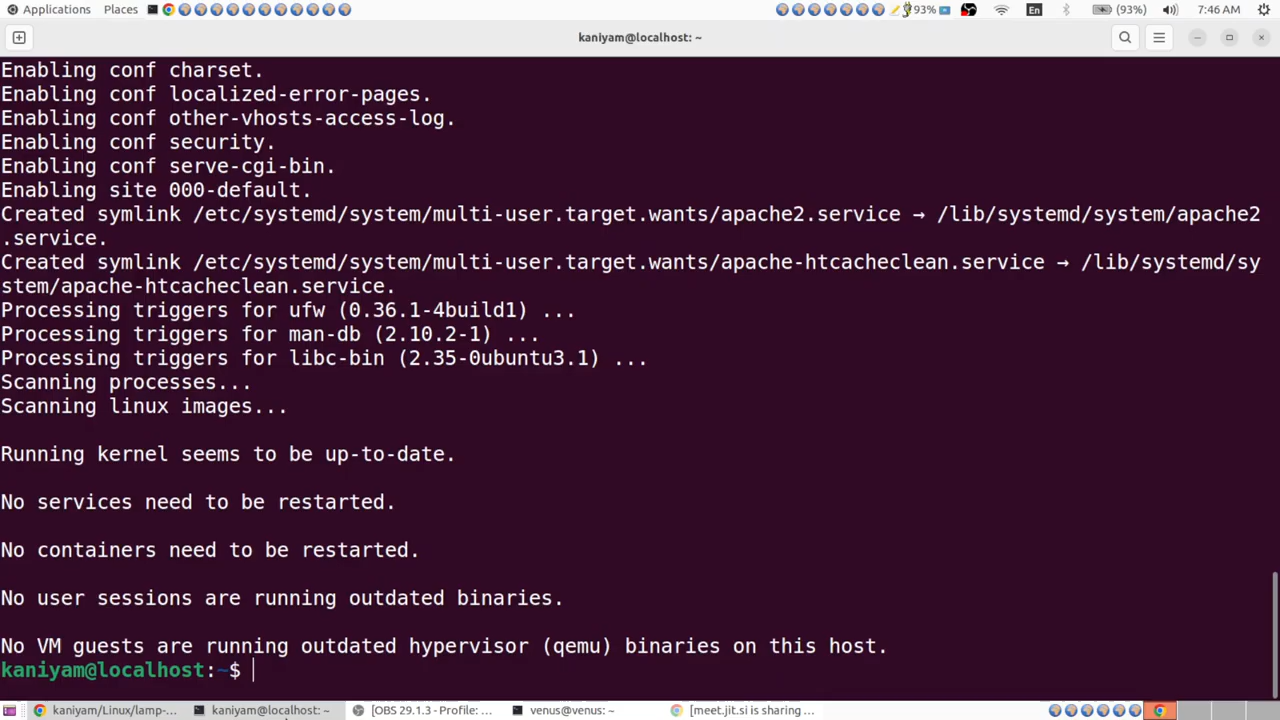 Applications Places 93% En (93%) 7:46 AM
kaniyam@localhost: ~
Enabling conf charset.
Enabling conf localized-error-pages.
Enabling conf other-vhosts-access-log.
Enabling conf security.
Enabling conf serve-cgi-bin.
Enabling site 000-default.
Created symlink /etc/systemd/system/multi-user.target.wants/apache2.service → /lib/systemd/system/apache2
.service.
Created symlink /etc/systemd/system/multi-user.target.wants/apache-htcacheclean.service → /lib/systemd/sy
stem/apache-htcacheclean.service.
Processing triggers for ufw (0.36.1-4build1) ...
Processing triggers for man-db (2.10.2-1) ...
Processing triggers for libc-bin (2.35-0ubuntu3.1) ...
Scanning processes...
Scanning linux images...
Running kernel seems to be up-to-date.
No services need to be restarted.
No containers need to be restarted.
No user sessions are running outdated binaries.
No VM guests are running outdated hypervisor (qemu) binaries on this host.
kaniyam@localhost:~$
kaniyam/Linux/lamp-... kaniyam@localhost: ~ [OBS 29.1.3 - Profile: ... venus@venus: ~ [meet.jit.si is sharing ...